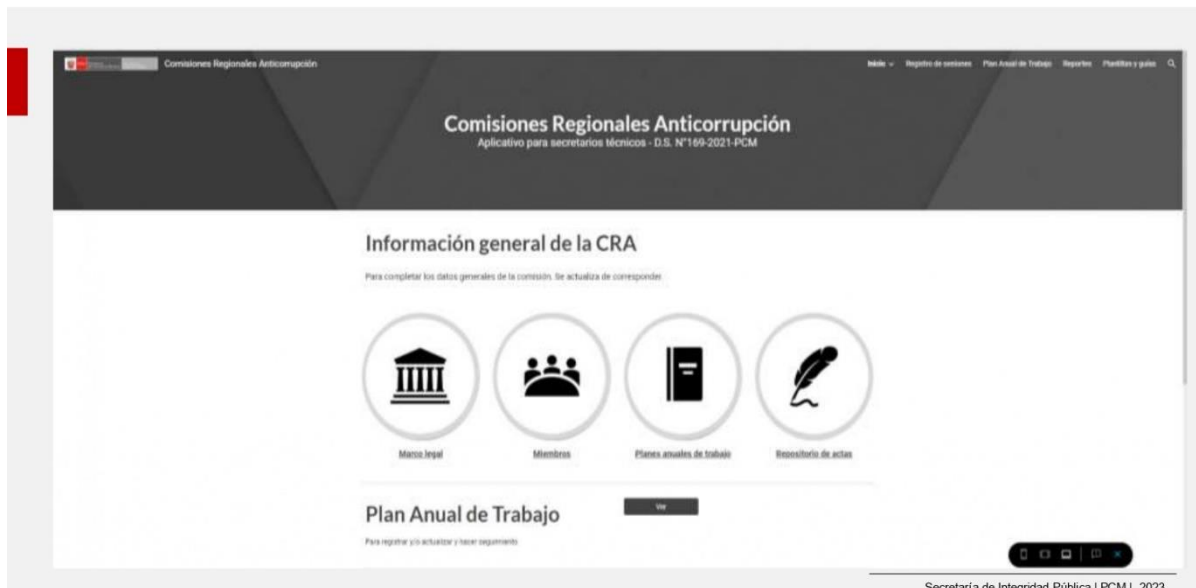 Comisiones Regionales Anticorrupción
Inicio Registro de sesiones Plan Anual de Trabajo Reportes Plantillas y guías
Comisiones Regionales Anticorrupción
Aplicativo para secretarios técnicos - D.S. N°169-2021-PCM
Información general de la CRA
Para completar los datos generales de la comisión. Se actualiza de corresponder
Marco legal Miembros Planes anuales de trabajo Repositorio de actas
Plan Anual de Trabajo
Ver
Para registrar y/o actualizar y hacer seguimiento
Secretaría de Integridad Pública | PCM | 2023